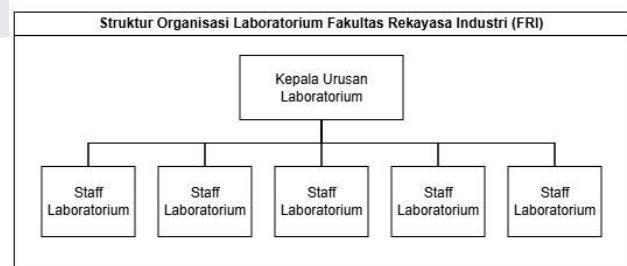 Struktur Organisasi Laboratorium Fakultas Rekayasa Industri (FRI)
Kepala Urusan
Laboratorium
Staff
Laboratorium
Staff
Laboratorium
Staff
Laboratorium
Staff
Laboratorium
Staff
Laboratorium